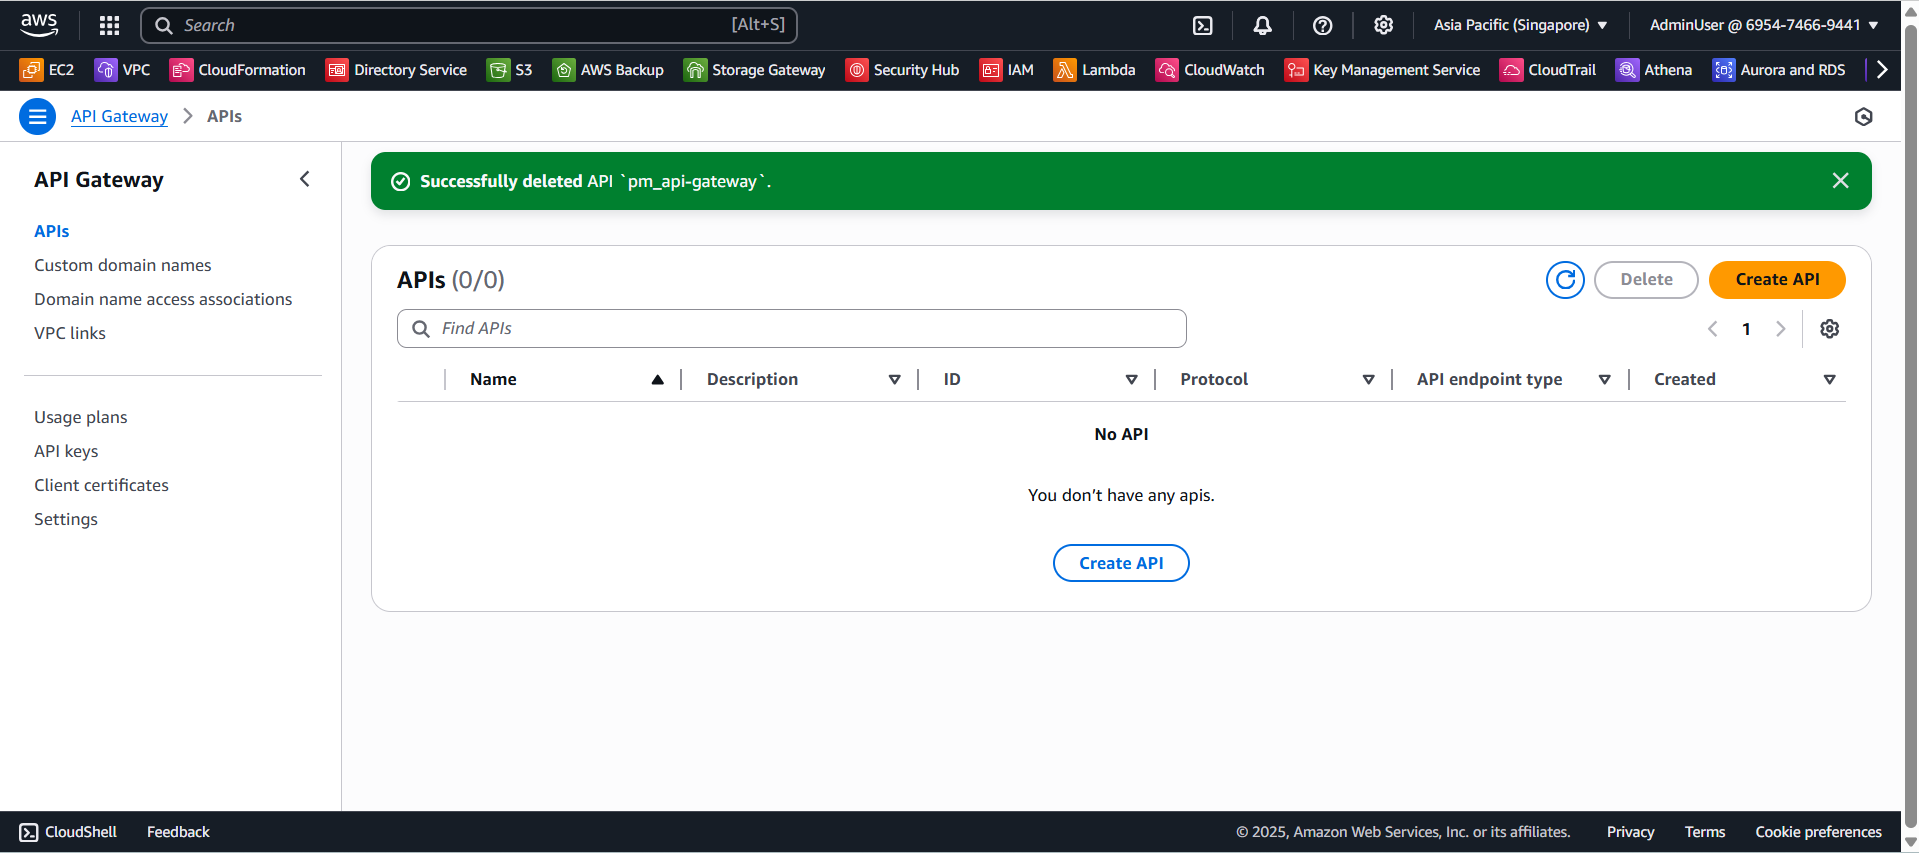 aws
Search [Alt+S]
Asia Pacific (Singapore)
AdminUser @ 6954-7466-9441
EC2 VPC CloudFormation Directory Service S3 AWS Backup Storage Gateway Security Hub IAM Lambda CloudWatch Key Management Service CloudTrail Athena Aurora and RDS
API Gateway > APIs
API Gateway
APIs
Custom domain names
Domain name access associations
VPC links
Usage plans
API keys
Client certificates
Settings
Successfully deleted API `pm_api-gateway`.
APIs (0/0)
Delete
Create API
Find APIs
1
Name Description ID Protocol API endpoint type Created
No API
You don’t have any apis.
Create API
CloudShell Feedback © 2025, Amazon Web Services, Inc. or its affiliates. Privacy Terms Cookie preferences